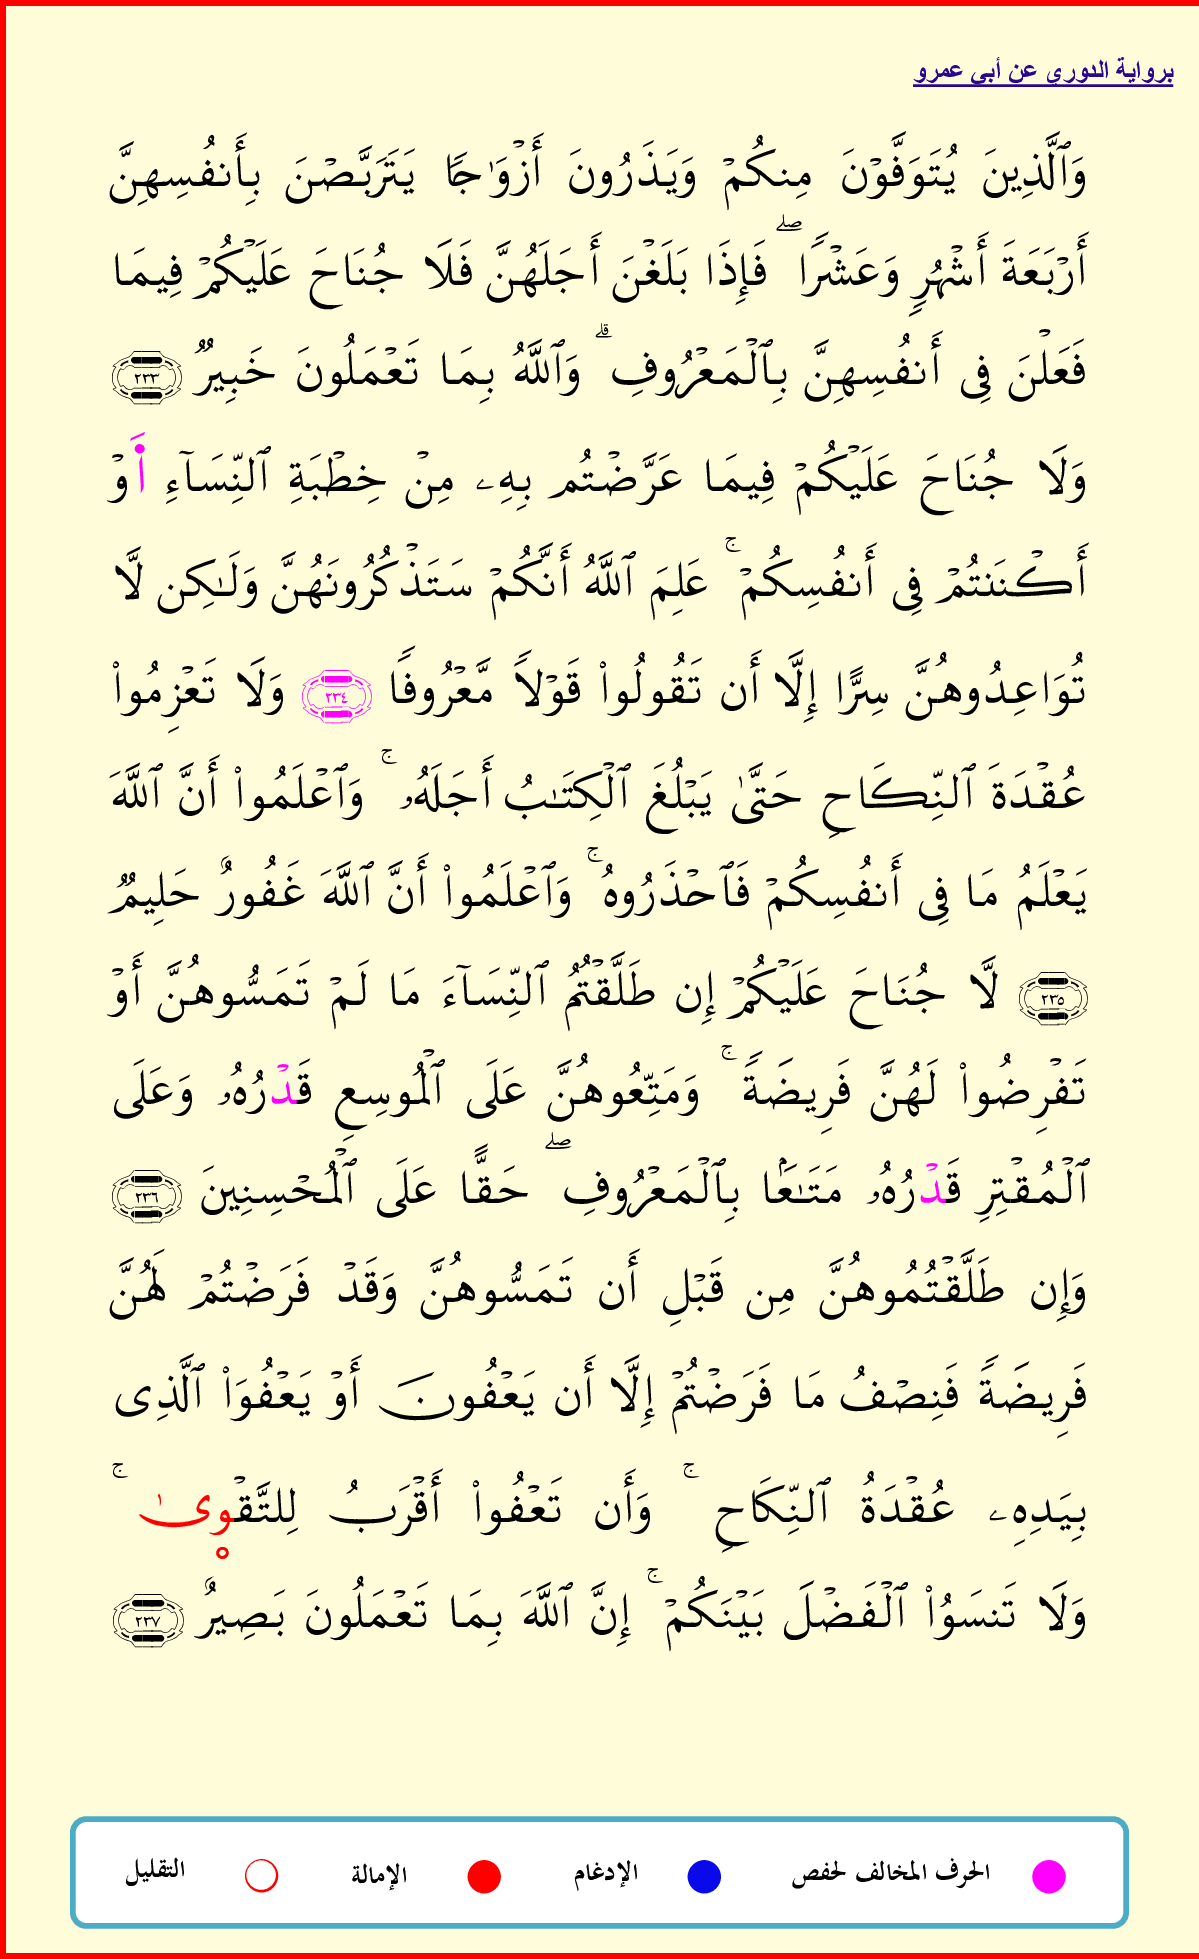 برواية الدوري عن أبي عمرو
وَٱلَّذِينَ يُتَوَفَّوۡنَ مِنكُمۡ وَيَذَرُونَ أَزۡوَٰجࣰا يَتَرَبَّصۡنَ بِأَنفُسِهِنَّ
أَرۡبَعَةَ أَشۡهُرࣲ وَعَشۡرࣰاۖ فَإِذَا بَلَغۡنَ أَجَلَهُنَّ فَلَا جُنَاحَ عَلَيۡكُمۡ فِيمَا
فَعَلۡنَ فِى أَنفُسِهِنَّ بِٱلۡمَعۡرُوفِۗ وَٱللَّهُ بِمَا تَعۡمَلُونَ خَبِيرࣱ ٢٣٣
وَلَا جُنَاحَ عَلَيۡكُمۡ فِيمَا عَرَّضۡتُم بِهِۦ مِنۡ خِطۡبَةِ ٱلنِّسَآءِ اَ۬وۡ
أَكۡنَنتُمۡ فِى أَنفُسِكُمۡۚ عَلِمَ ٱللَّهُ أَنَّكُمۡ سَتَذۡكُرُونَهُنَّ وَلَٰكِن لَّا
تُوَاعِدُوهُنَّ سِرًّا إِلَّا أَن تَقُولُواْ قَوۡلࣰا مَّعۡرُوفࣰا ٢٣٤ وَلَا تَعۡزِمُواْ
عُقۡدَةَ ٱلنِّكَاحِ حَتَّىٰ يَبۡلُغَ ٱلۡكِتَٰبُ أَجَلَهُۥۚ وَٱعۡلَمُواْ أَنَّ ٱللَّهَ
يَعۡلَمُ مَا فِى أَنفُسِكُمۡ فَٱحۡذَرُوهُۚ وَٱعۡلَمُواْ أَنَّ ٱللَّهَ غَفُورٌ حَلِيمࣱ
٢٣٥ لَّا جُنَاحَ عَلَيۡكُمۡ إِن طَلَّقۡتُمُ ٱلنِّسَآءَ مَا لَمۡ تَمَسُّوهُنَّ أَوۡ
تَفۡرِضُواْ لَهُنَّ فَرِيضَةࣰۚ وَمَتِّعُوهُنَّ عَلَى ٱلۡمُوسِعِ قَدۡرُهُۥ وَعَلَى
ٱلۡمُقۡتِرِ قَدۡرُهُۥ مَتَٰعَۢا بِٱلۡمَعۡرُوفِۖ حَقًّا عَلَى ٱلۡمُحۡسِنِينَ ٢٣٦
وَإِن طَلَّقۡتُمُوهُنَّ مِن قَبۡلِ أَن تَمَسُّوهُنَّ وَقَدۡ فَرَضۡتُمۡ لَهُنَّ
فَرِيضَةࣰ فَنِصۡفُ مَا فَرَضۡتُمۡ إِلَّا أَن يَعۡفُونَ أَوۡ يَعۡفُوَاْ ٱلَّذِى
بِيَدِهِۦ عُقۡدَةُ ٱلنِّكَاحِۚ وَأَن تَعۡفُواْ أَقۡرَبُ لِلتَّقۡوٜىٰۚ
وَلَا تَنسَوُاْ ٱلۡفَضۡلَ بَيۡنَكُمۡۚ إِنَّ ٱللَّهَ بِمَا تَعۡمَلُونَ بَصِيرٌ ٢٣٧
الحرف المخالف لحفص الإدغام الإمالة التقليل